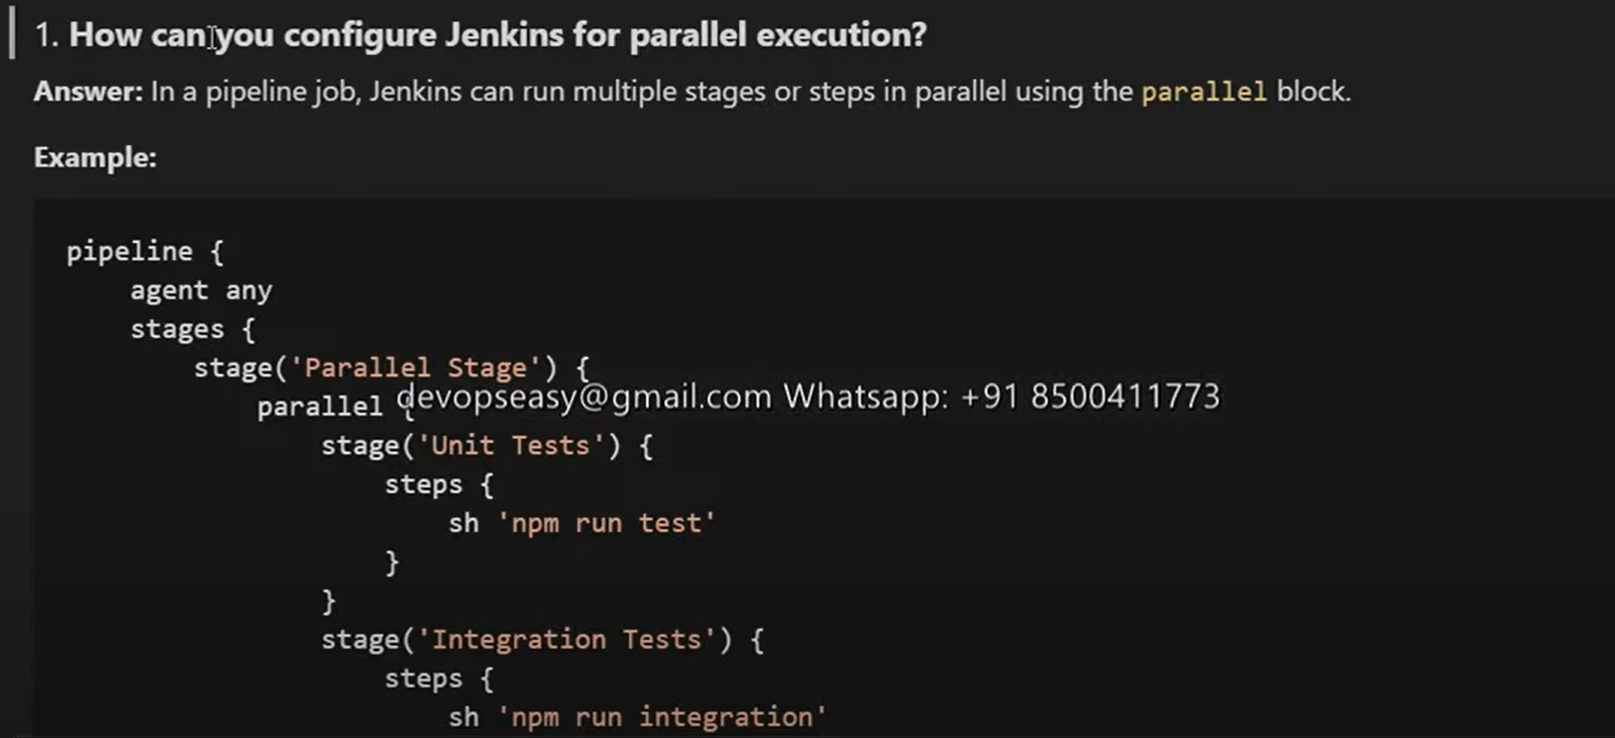 1. How can you configure Jenkins for parallel execution?
Answer: In a pipeline job, Jenkins can run multiple stages or steps in parallel using the parallel block.
Example:
pipeline {
agent any
stages {
stage('Parallel Stage') {
parallel {
devopseasy@gmail.com Whatsapp: +91 8500411773
stage('Unit Tests') {
steps {
sh 'npm run test'
}
}
stage('Integration Tests') {
steps {
sh 'npm run integration'